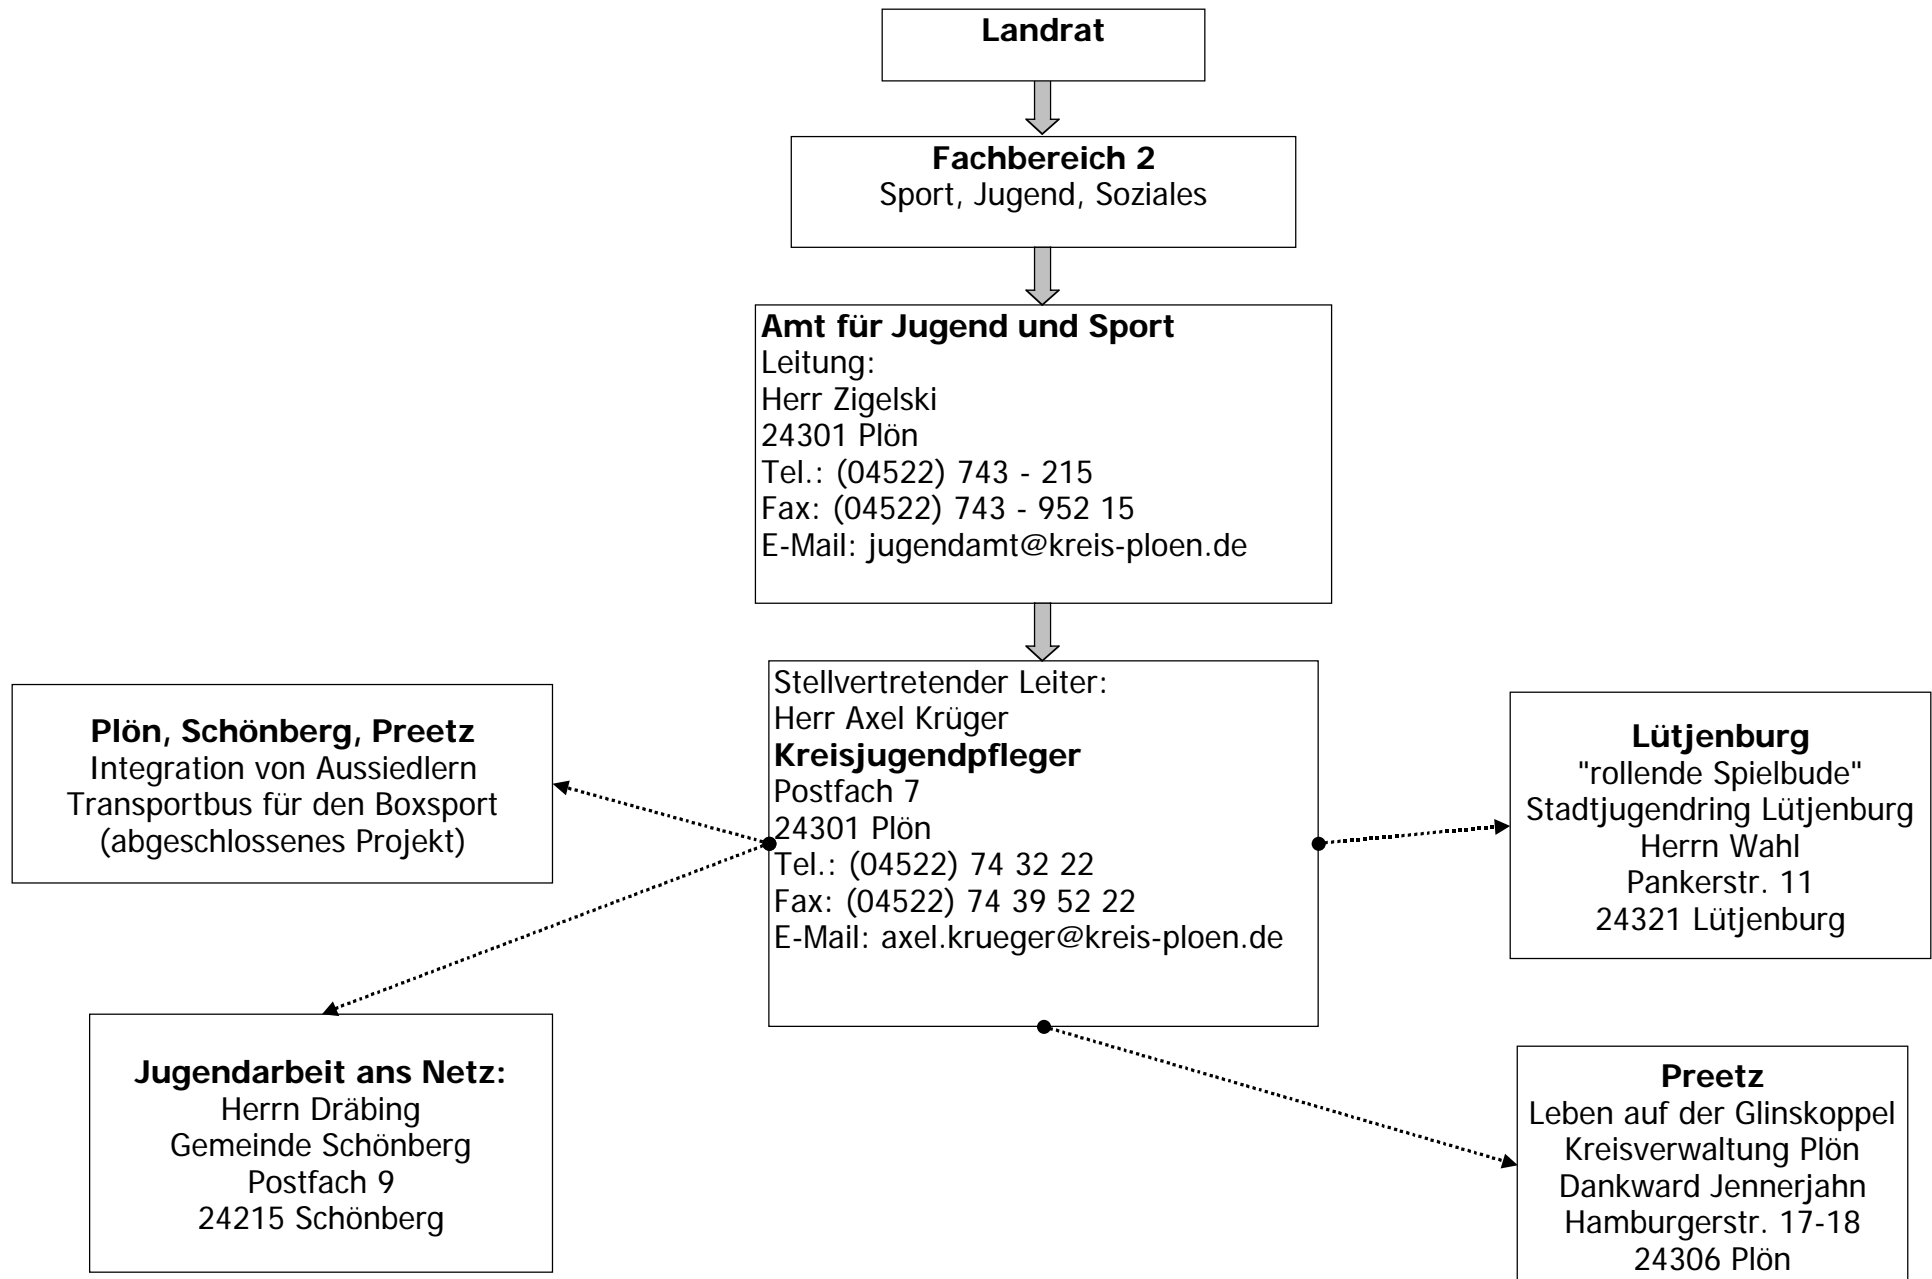 Landrat
Fachbereich 2
Sport, Jugend, Soziales
Amt für Jugend und Sport
Leitung:
Herr Zigelski
24301 Plön
Tel.: (04522) 743 - 215
Fax: (04522) 743 - 952 15
E-Mail: jugendamt@kreis-ploen.de
Stellvertretender Leiter:
Herr Axel Krüger
Kreisjugendpfleger
Postfach 7
24301 Plön
Tel.: (04522) 74 32 22
Fax: (04522) 74 39 52 22
E-Mail: axel.krueger@kreis-ploen.de
Plön, Schönberg, Preetz
Integration von Aussiedlern
Transportbus für den Boxsport
(abgeschlossenes Projekt)
Lütjenburg
"rollende Spielbude"
Stadtjugendring Lütjenburg
Herrn Wahl
Pankerstr. 11
24321 Lütjenburg
Jugendarbeit ans Netz:
Herrn Dräbing
Gemeinde Schönberg
Postfach 9
24215 Schönberg
Preetz
Leben auf der Glinskoppel
Kreisverwaltung Plön
Dankward Jennerjahn
Hamburgerstr. 17-18
24306 Plön